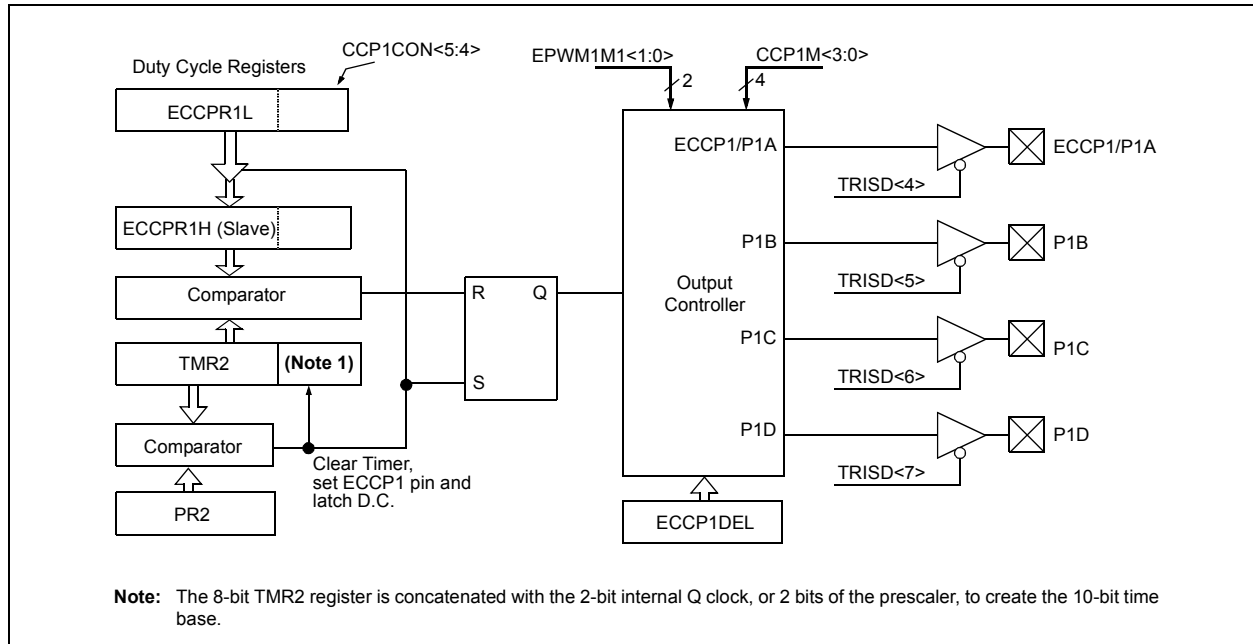 CCP1CON<5:4>
Duty Cycle Registers
ECCPR1L
ECCPR1H (Slave)
Comparator
TMR2
(Note 1)
Comparator
PR2
Clear Timer,
set ECCP1 pin and
latch D.C.
R
Q
S
EPWM1M1<1:0>
2
CCP1M<3:0>
4
Output
Controller
ECCP1/P1A
P1B
P1C
P1D
ECCP1DEL
TRISD<4>
ECCP1/P1A
TRISD<5>
P1B
TRISD<6>
P1C
TRISD<7>
P1D
Note: The 8-bit TMR2 register is concatenated with the 2-bit internal Q clock, or 2 bits of the prescaler, to create the 10-bit time
base.